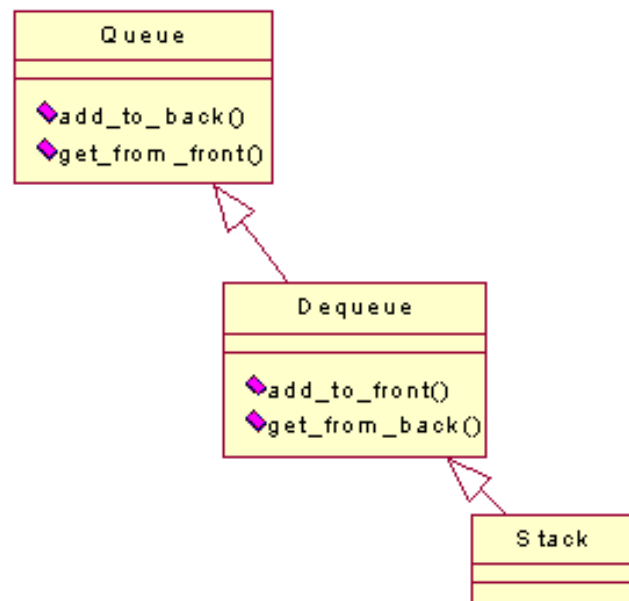 Queue
add_to_back()
get_from_front()
Dequeue
add_to_front()
get_from_back()
Stack